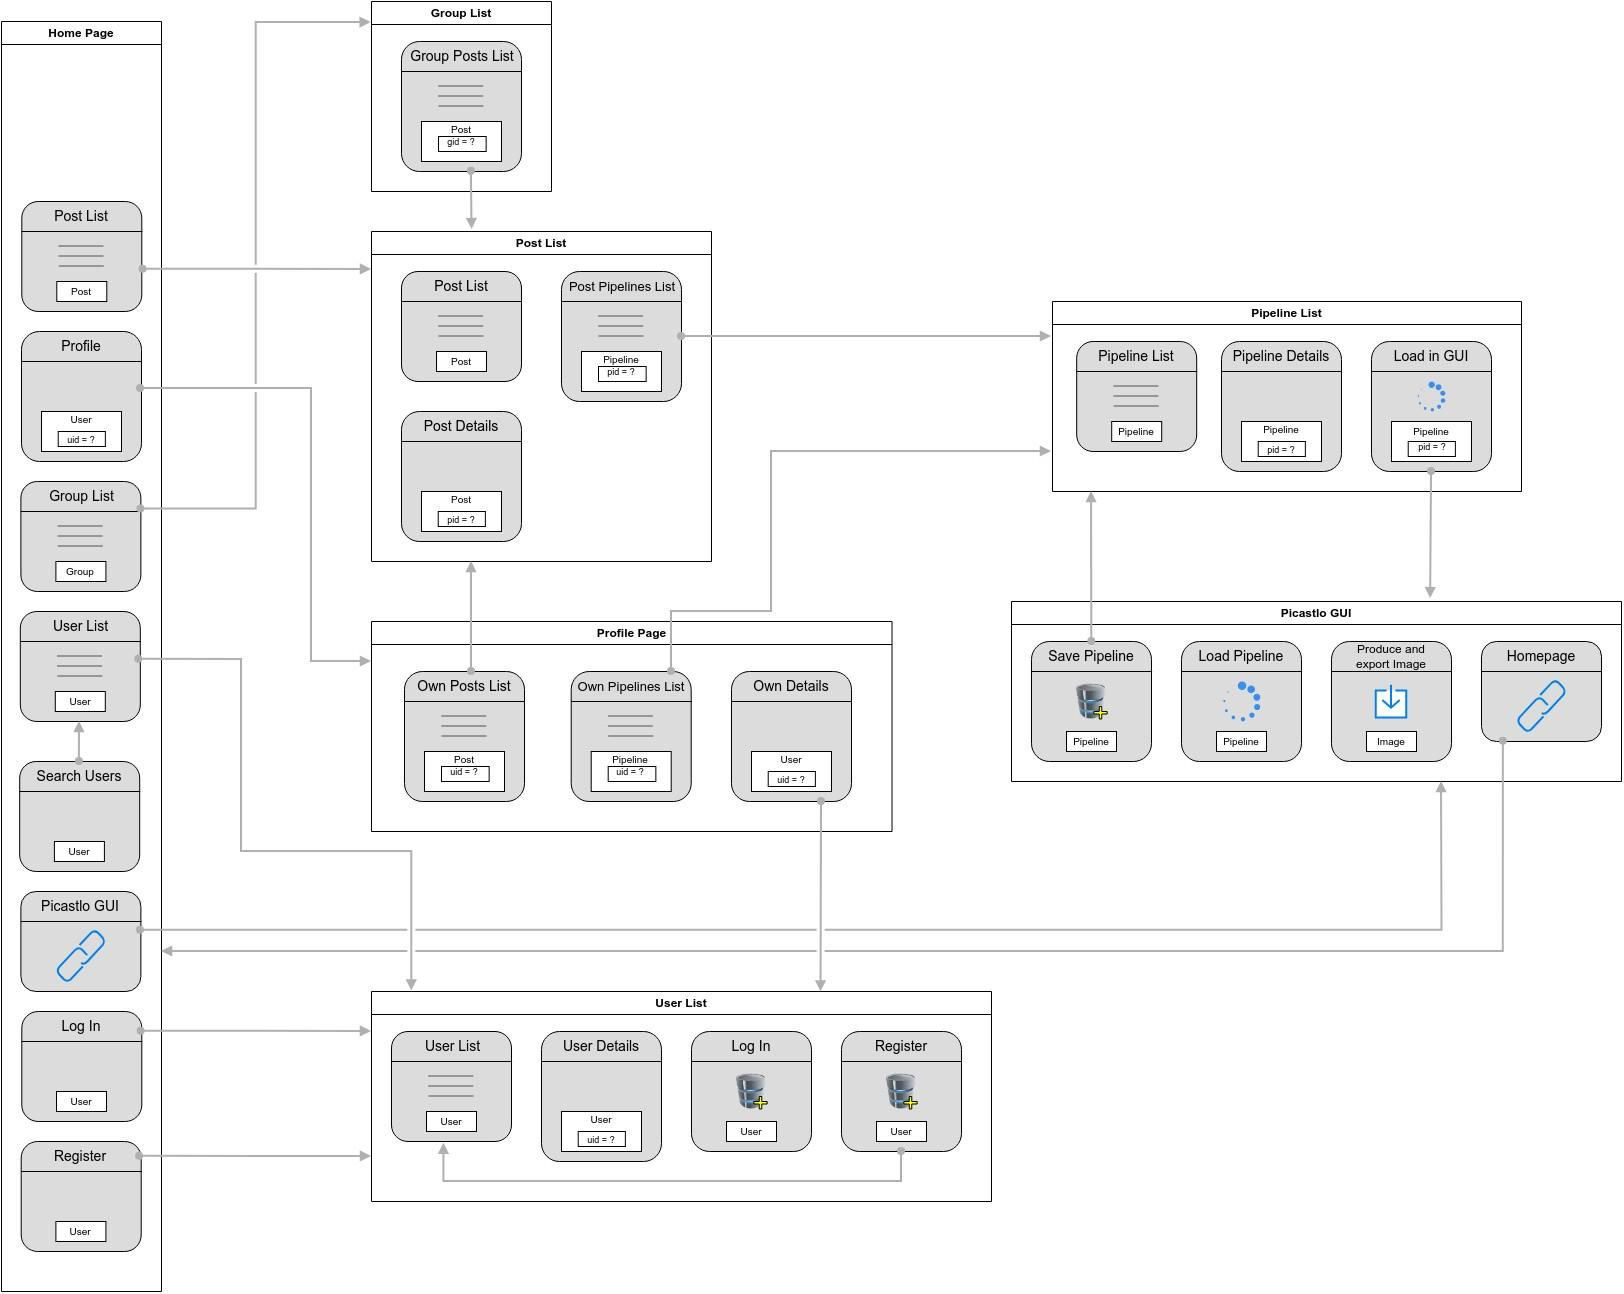 Home Page
Post List
Post
Profile
User
uid = ?
Group List
Group
User List
User
Search Users
User
Picastlo GUI
Log In
User
Register
User
Group List
Group Posts List
Post
gid = ?
Post List
Post List
Post
Post Pipelines List
Pipeline
pid = ?
Post Details
Post
pid = ?
Profile Page
Own Posts List
Post
uid = ?
Own Pipelines List
Pipeline
uid = ?
Own Details
User
uid = ?
User List
User List
User
User Details
User
uid = ?
Log In
User
Register
User
Pipeline List
Pipeline List
Pipeline
Pipeline Details
Pipeline
pid = ?
Load in GUI
Pipeline
pid = ?
Picastlo GUI
Save Pipeline
Pipeline
Load Pipeline
Pipeline
Produce and
export Image
Image
Homepage